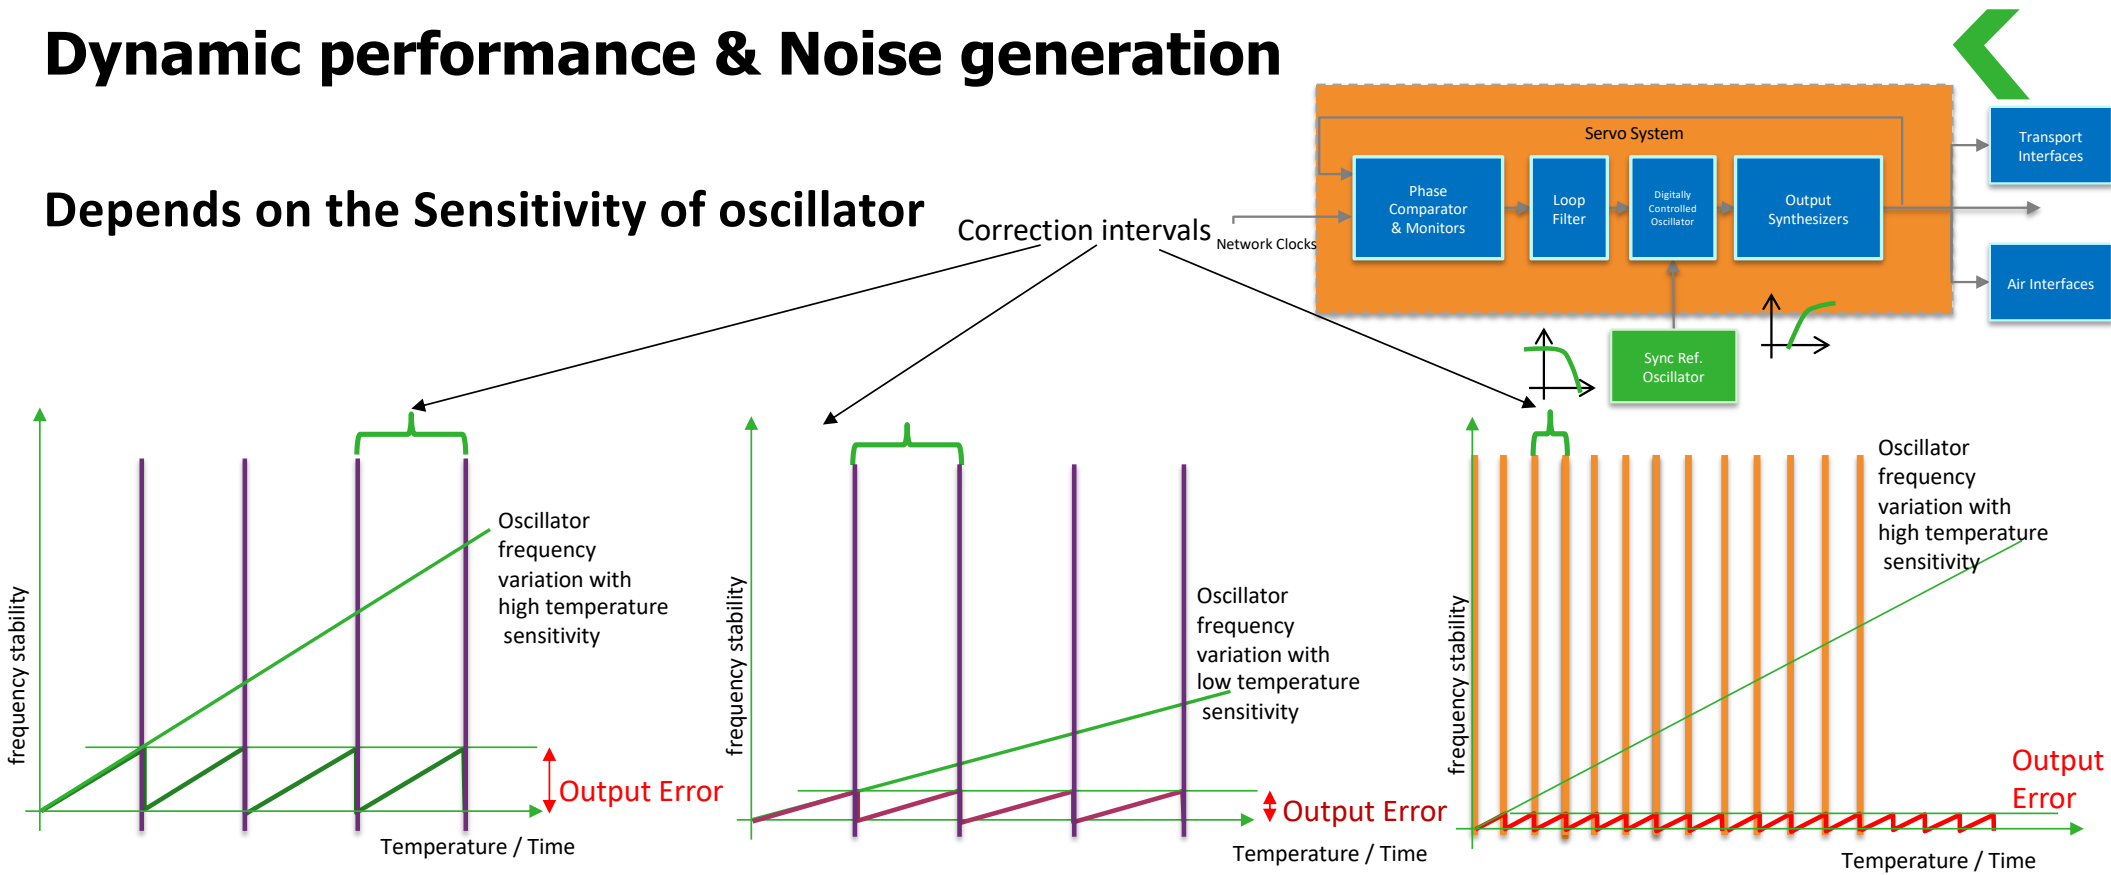 Dynamic performance & Noise generation
Depends on the Sensitivity of oscillator
Correction intervals
Network Clocks
Servo System
Phase
Comparator
& Monitors
Loop
Filter
Digitally
Controlled
Oscillator
Output
Synthesizers
Transport
Interfaces
Air Interfaces
Sync Ref.
Oscillator
frequency stability
Oscillator
frequency
variation with
high temperature
sensitivity
Output Error
Temperature / Time
frequency stability
Oscillator
frequency
variation with
low temperature
sensitivity
Output Error
Temperature / Time
frequency stability
Oscillator
frequency
variation with
high temperature
sensitivity
Output
Error
Temperature / Time